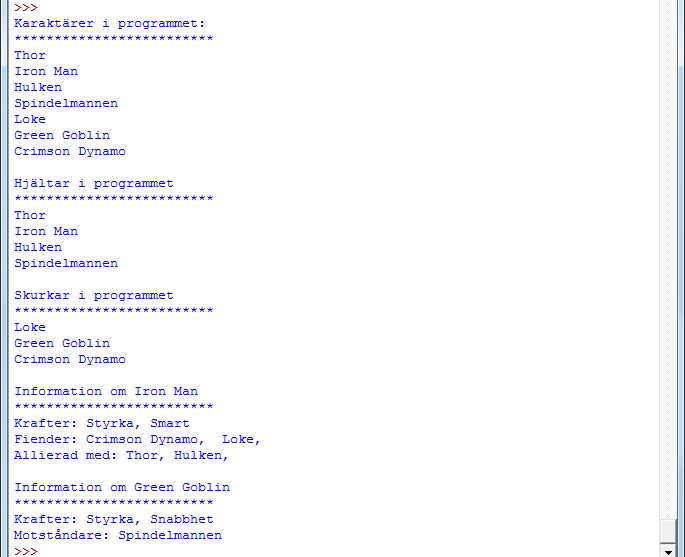 >>>
Karaktärer i programmet:
*************************
Thor
Iron Man
Hulken
Spindelmannen
Loke
Green Goblin
Crimson Dynamo

Hjältar i programmet
*************************
Thor
Iron Man
Hulken
Spindelmannen

Skurkar i programmet
*************************
Loke
Green Goblin
Crimson Dynamo

Information om Iron Man
*************************
Krafter: Styrka, Smart
Fiender: Crimson Dynamo,  Loke,
Allierad med: Thor, Hulken,

Information om Green Goblin
*************************
Krafter: Styrka, Snabbhet
Motståndare: Spindelmannen
>>>